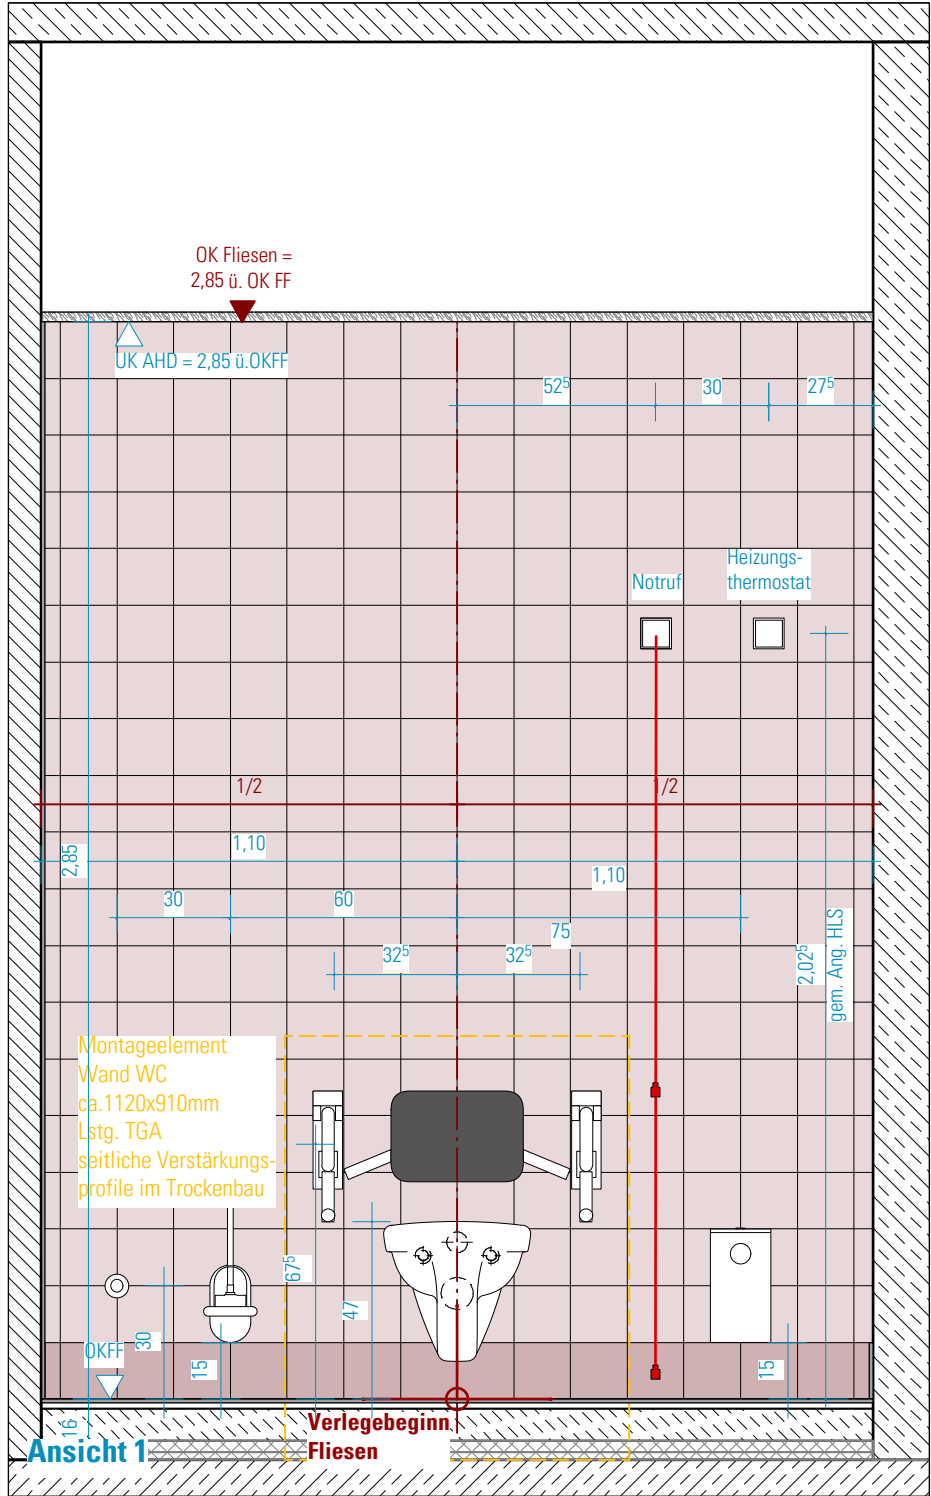 OK Fliesen =
2,85 ü. OK FF
UK AHD = 2,85 ü.OKFF
52⁵
30
27⁵
Heizungs-
thermostat
Notruf
1/2
1/2
1,10
2,85
1,10
30
60
75
32⁵
32⁵
2,02⁵
gem. Ang. HLS
Montageelement
Wand WC
ca.1120x910mm
Lstg. TGA
seitliche Verstärkungs-
profile im Trockenbau
67⁵
47
30
OKFF
15
15
16
Verlegebeginn
Fliesen
Ansicht 1